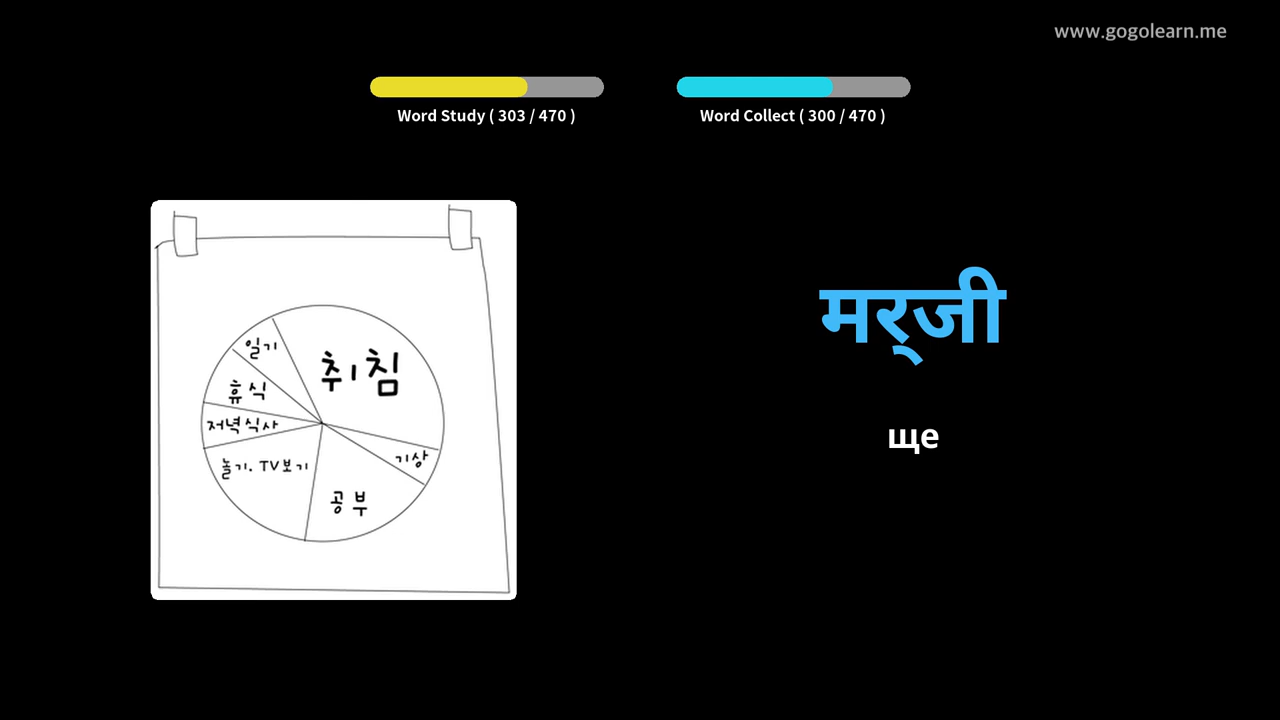 www.gogolearn.me
Word Study ( 303 / 470 )
Word Collect ( 300 / 470 )
일기
취침
휴식
저녁식사
놀기. TV보기
기상
공부
मर्‌जी
ще